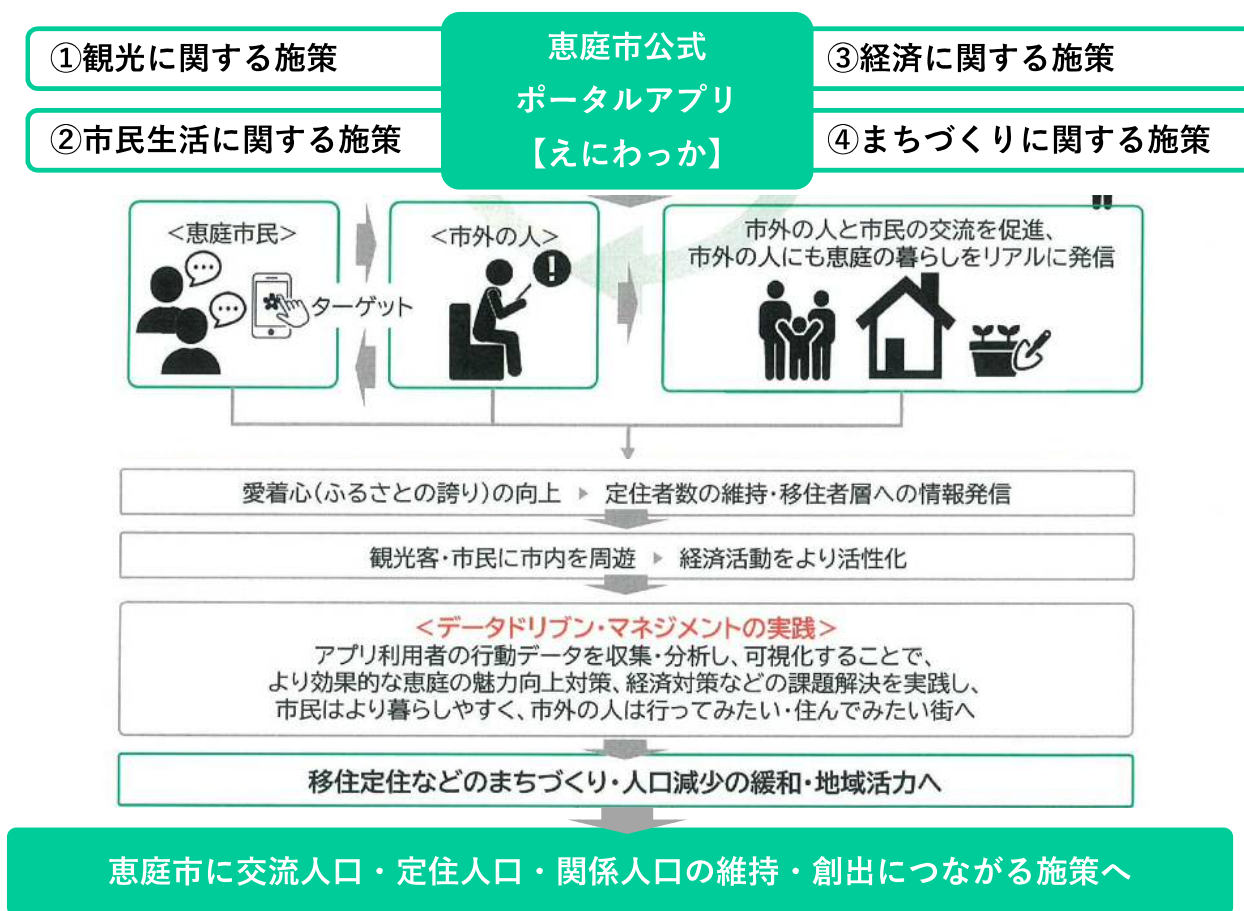 ①観光に関する施策
②市民生活に関する施策
恵庭市公式
ポータルアプリ
【えにわっか】
③経済に関する施策
④まちづくりに関する施策
<恵庭市民>
ターゲット
<市外の人>
市外の人と市民の交流を促進、
市外の人にも恵庭の暮らしをリアルに発信
愛着心(ふるさとの誇り)の向上 ▶ 定住者数の維持・移住者層への情報発信
観光客・市民に市内を周遊 ▶ 経済活動をより活性化
<データドリブン・マネジメントの実践>
アプリ利用者の行動データを収集・分析し、可視化することで、
より効果的な恵庭の魅力向上対策、経済対策などの課題解決を実践し、
市民はより暮らしやすく、市外の人は行ってみたい・住んでみたい街へ
移住定住などのまちづくり・人口減少の緩和・地域活力へ
恵庭市に交流人口・定住人口・関係人口の維持・創出につながる施策へ